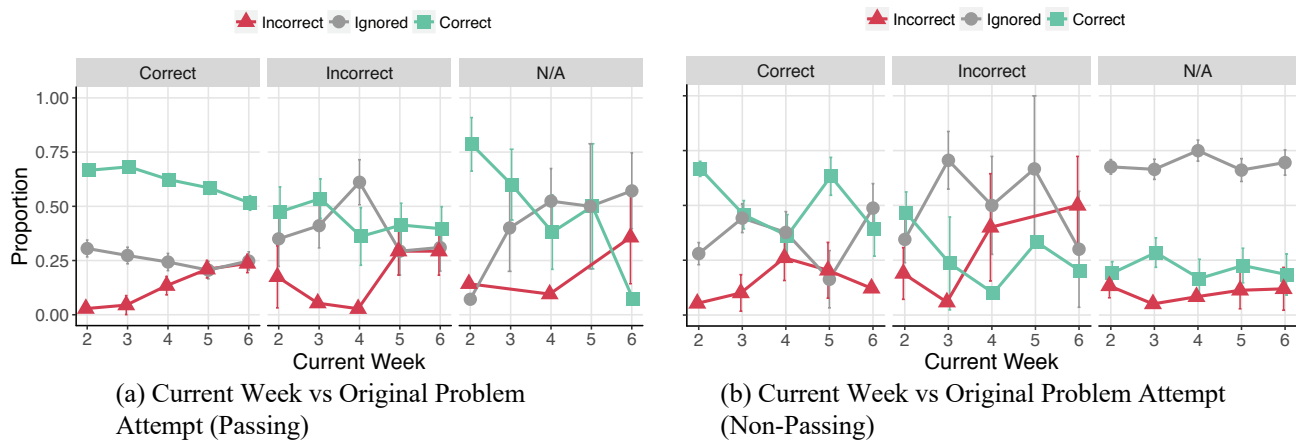 Incorrect Ignored Correct
Correct Incorrect N/A
1.00
0.75
0.50
0.25
0.00
Proportion
2 3 4 5 6 2 3 4 5 6 2 3 4 5 6
Current Week
(a) Current Week vs Original Problem
Attempt (Passing)
Incorrect Ignored Correct
Correct Incorrect N/A
2 3 4 5 6 2 3 4 5 6 2 3 4 5 6
Current Week
(b) Current Week vs Original Problem Attempt
(Non-Passing)